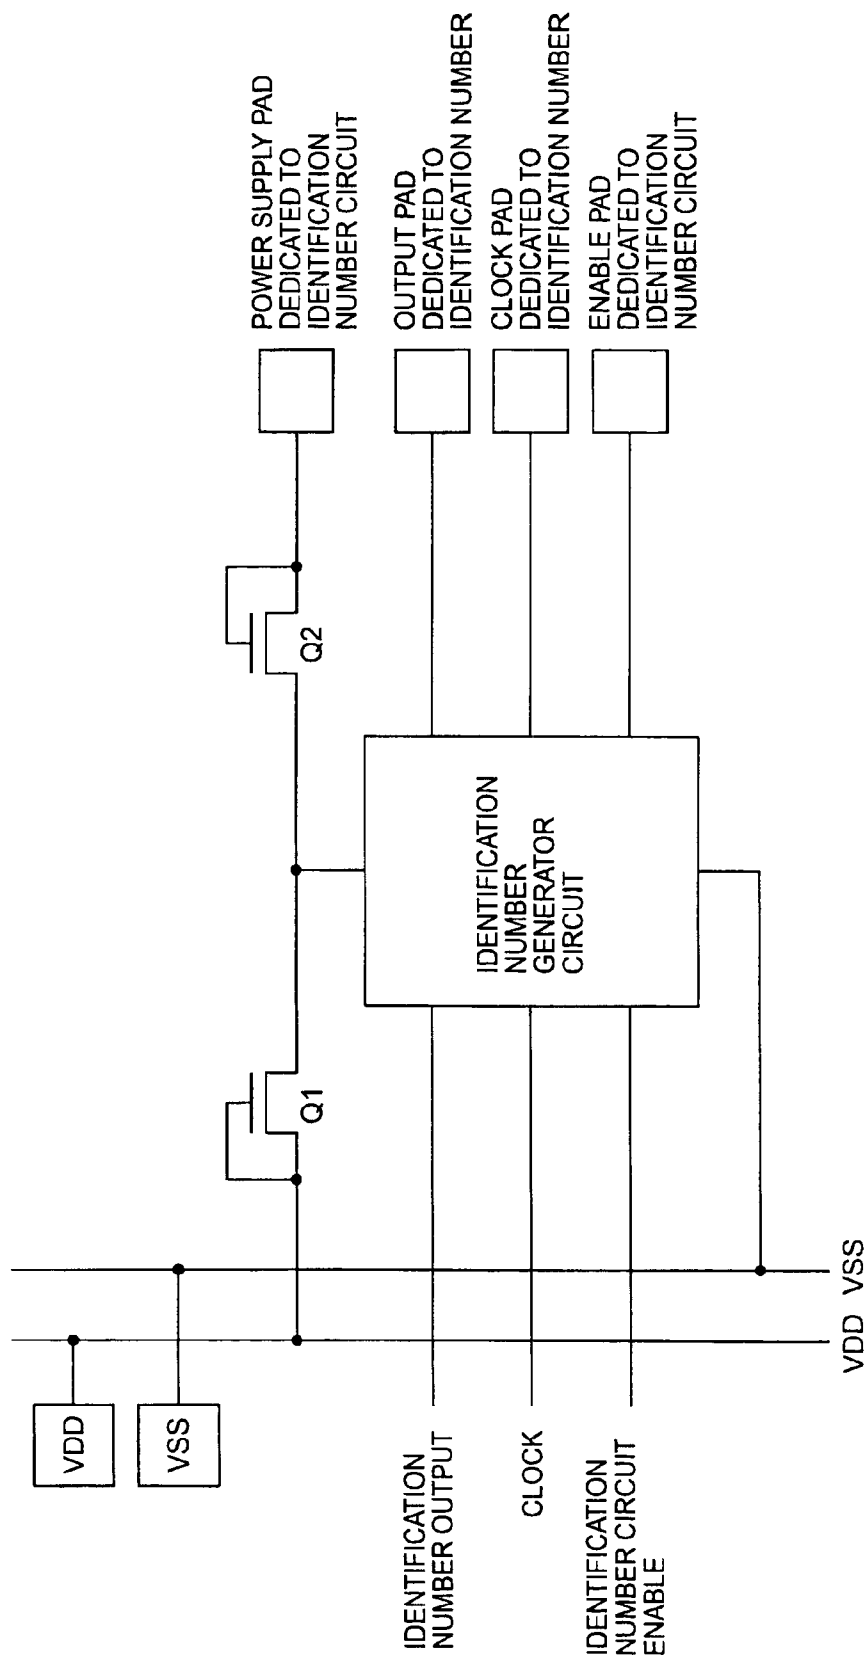 POWER SUPPLY PAD
DEDICATED TO
IDENTIFICATION
NUMBER CIRCUIT
OUTPUT PAD
DEDICATED TO
IDENTIFICATION NUMBER
CLOCK PAD
DEDICATED TO
IDENTIFICATION NUMBER
ENABLE PAD
DEDICATED TO
IDENTIFICATION
NUMBER CIRCUIT
Q2
Q1
IDENTIFICATION
NUMBER
GENERATOR
CIRCUIT
VDD
VSS
VDD VSS
IDENTIFICATION
NUMBER OUTPUT
CLOCK
IDENTIFICATION
NUMBER CIRCUIT
ENABLE